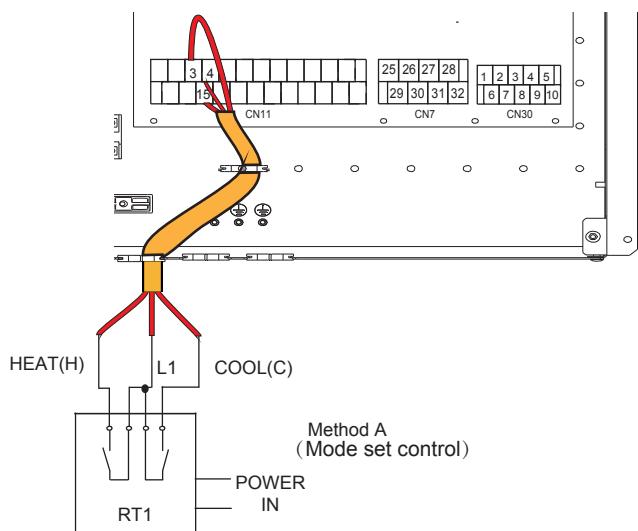 3 4
15
CN11
25 26 27 28
29 30 31 32
CN7
1 2 3 4 5
6 7 8 9 10
CN30
HEAT(H)
L1
COOL(C)
Method A
(Mode set control)
POWER
IN
RT1